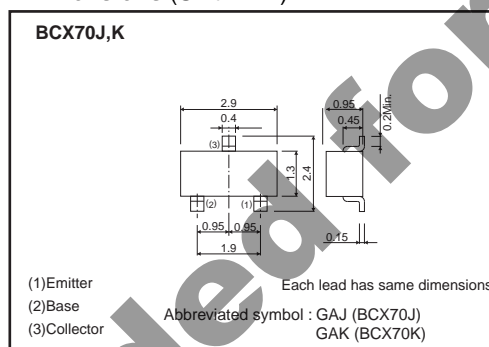 BCX70J,K
2.9
0.4
(3)
1.3
2.4
(2)
(1)
0.95 0.95
1.9
0.95
0.45
0.2Min.
0.15
(1)Emitter
Each lead has same dimensions
(2)Base
(3)Collector
Abbreviated symbol : GAJ (BCX70J)
GAK (BCX70K)
ded for